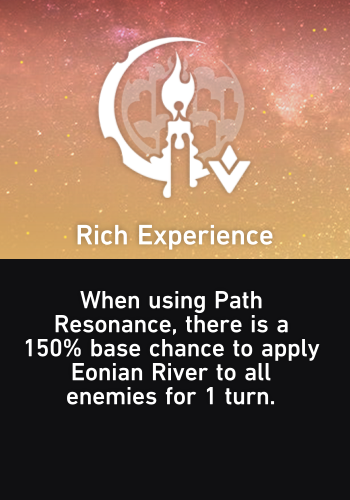 Rich Experience
When using Path
Resonance, there is a
150% base chance to apply
Eonian River to all
enemies for 1 turn.